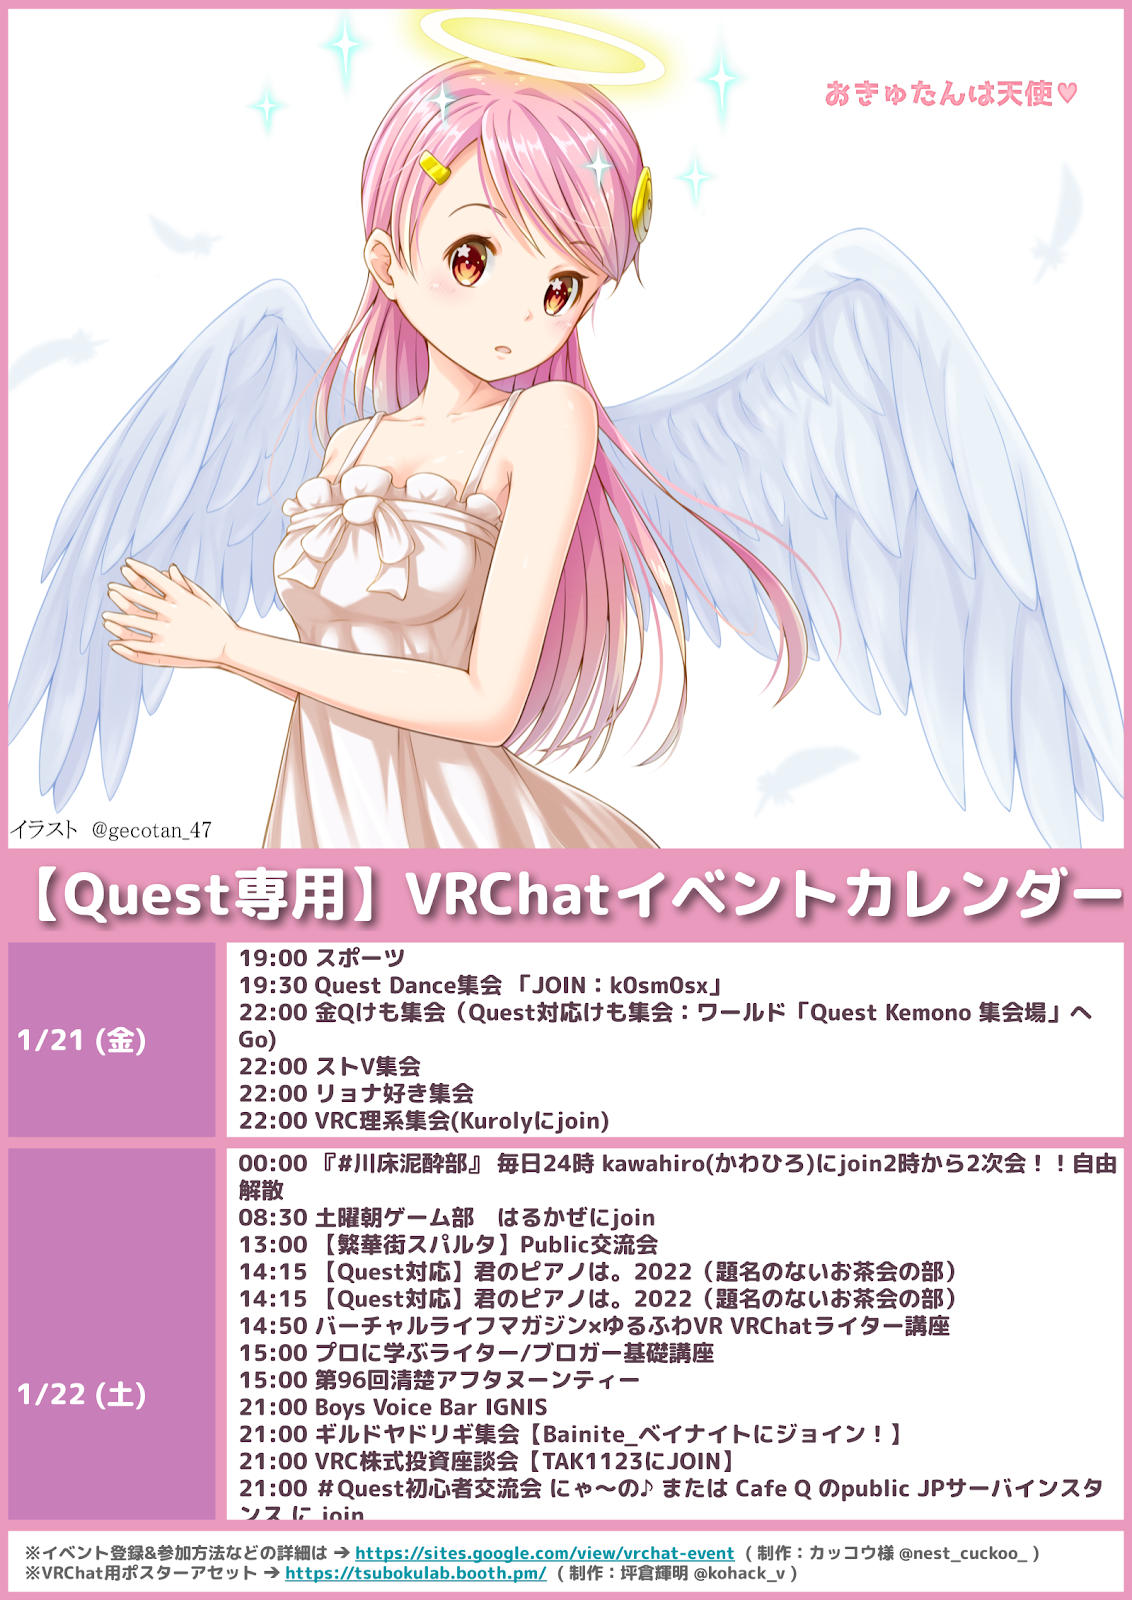 おきゅたんは天使♥
イラスト　@gecotan_47
【Quest専用】VRChatイベントカレンダー
1/21 (金)
19:00 スポーツ
19:30 Quest Dance集会 「JOIN：k0sm0sx」
22:00 金Qけも集会（Quest対応けも集会：ワールド「Quest Kemono 集会場」へ
Go)
22:00 ストV集会
22:00 リョナ好き集会
22:00 VRC理系集会(Kurolyにjoin)
1/22 (土)
00:00 『#川床泥酔部』 毎日24時 kawahiro(かわひろ)にjoin2時から2次会！！自由
解散
08:30 土曜朝ゲーム部　はるかぜにjoin
13:00 【繁華街スパルタ】Public交流会
14:15 【Quest対応】君のピアノは。2022（題名のないお茶会の部）
14:15 【Quest対応】君のピアノは。2022（題名のないお茶会の部）
14:50 バーチャルライフマガジン×ゆるふわVR VRChatライター講座
15:00 プロに学ぶライター/ブロガー基礎講座
15:00 第96回清楚アフタヌーンティー
21:00 Boys Voice Bar IGNIS
21:00 ギルドヤドリギ集会【Bainite_ベイナイトにジョイン！】
21:00 VRC株式投資座談会【TAK1123にJOIN】
21:00 ＃Quest初心者交流会 にゃ～の♪ または Cafe Q のpublic JPサーバインスタ
ンス に join
※イベント登録&参加方法などの詳細は → https://sites.google.com/view/vrchat-event ( 制作：カッコウ様 @nest_cuckoo_ )
※VRChat用ポスターアセット → https://tsubokulab.booth.pm/ ( 制作：坪倉輝明 @kohack_v )